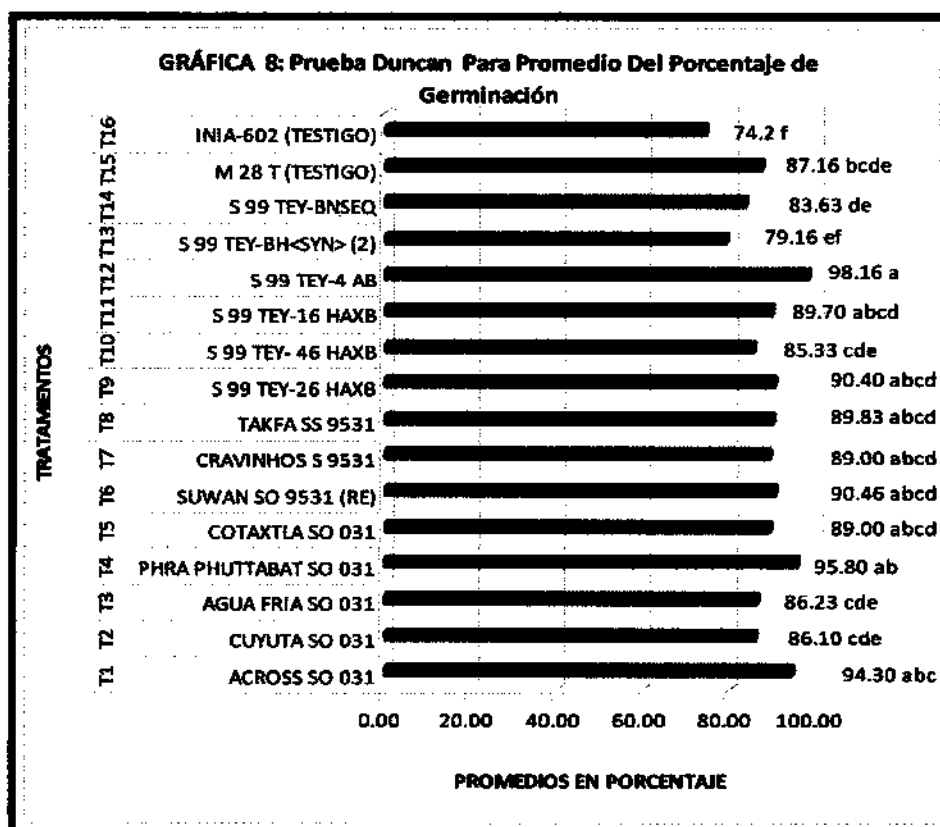 GRÁFICA 8: Prueba Duncan Para Promedio Del Porcentaje de
Germinación
TRATAMIENTOS
T16 INIA-602 (TESTIGO) 74.2 f
T15 M 28 T (TESTIGO) 87.16 bcde
T14 S 99 TEY-BNSEQ 83.63 de
T13 S 99 TEY-BH<SYN> (2) 79.16 ef
T12 S 99 TEY-4 AB 98.16 a
T11 S 99 TEY-16 HAXB 89.70 abcd
T10 S 99 TEY- 46 HAXB 85.33 cde
T9 S 99 TEY-26 HAXB 90.40 abcd
T8 TAKFA SS 9531 89.83 abcd
T7 CRAVINHOS S 9531 89.00 abcd
T6 SUWAN SO 9531 (RE) 90.46 abcd
T5 COTAXTLA SO 031 89.00 abcd
T4 PHRA PHUTTABAT SO 031 95.80 ab
T3 AGUA FRIA SO 031 86.23 cde
T2 CUYUTA SO 031 86.10 cde
T1 ACROSS SO 031 94.30 abc
0.00 20.00 40.00 60.00 80.00 100.00
PROMEDIOS EN PORCENTAJE